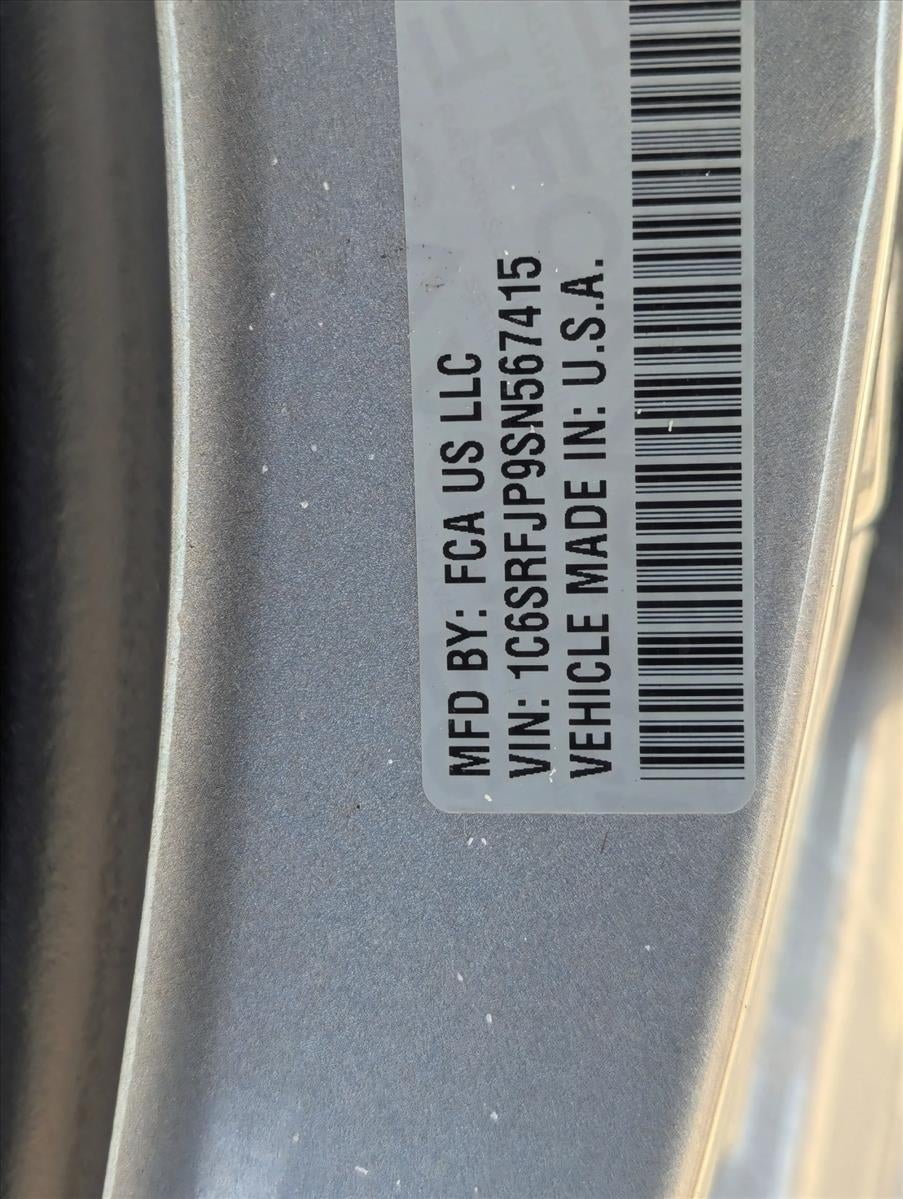 MFD BY: FCA US LLC
VIN: 1C6SRFJP9SN567415
VEHICLE MADE IN: U.S.A.